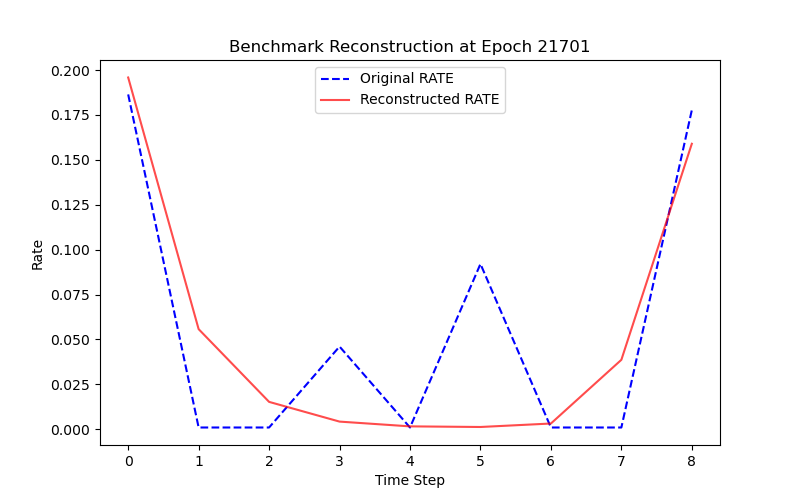 Benchmark Reconstruction at Epoch 21701
Original RATE
Reconstructed RATE
0.200
0.175
0.150
0.125
0.100
0.075
0.050
0.025
0.000
Rate
0 1 2 3 4 5 6 7 8
Time Step